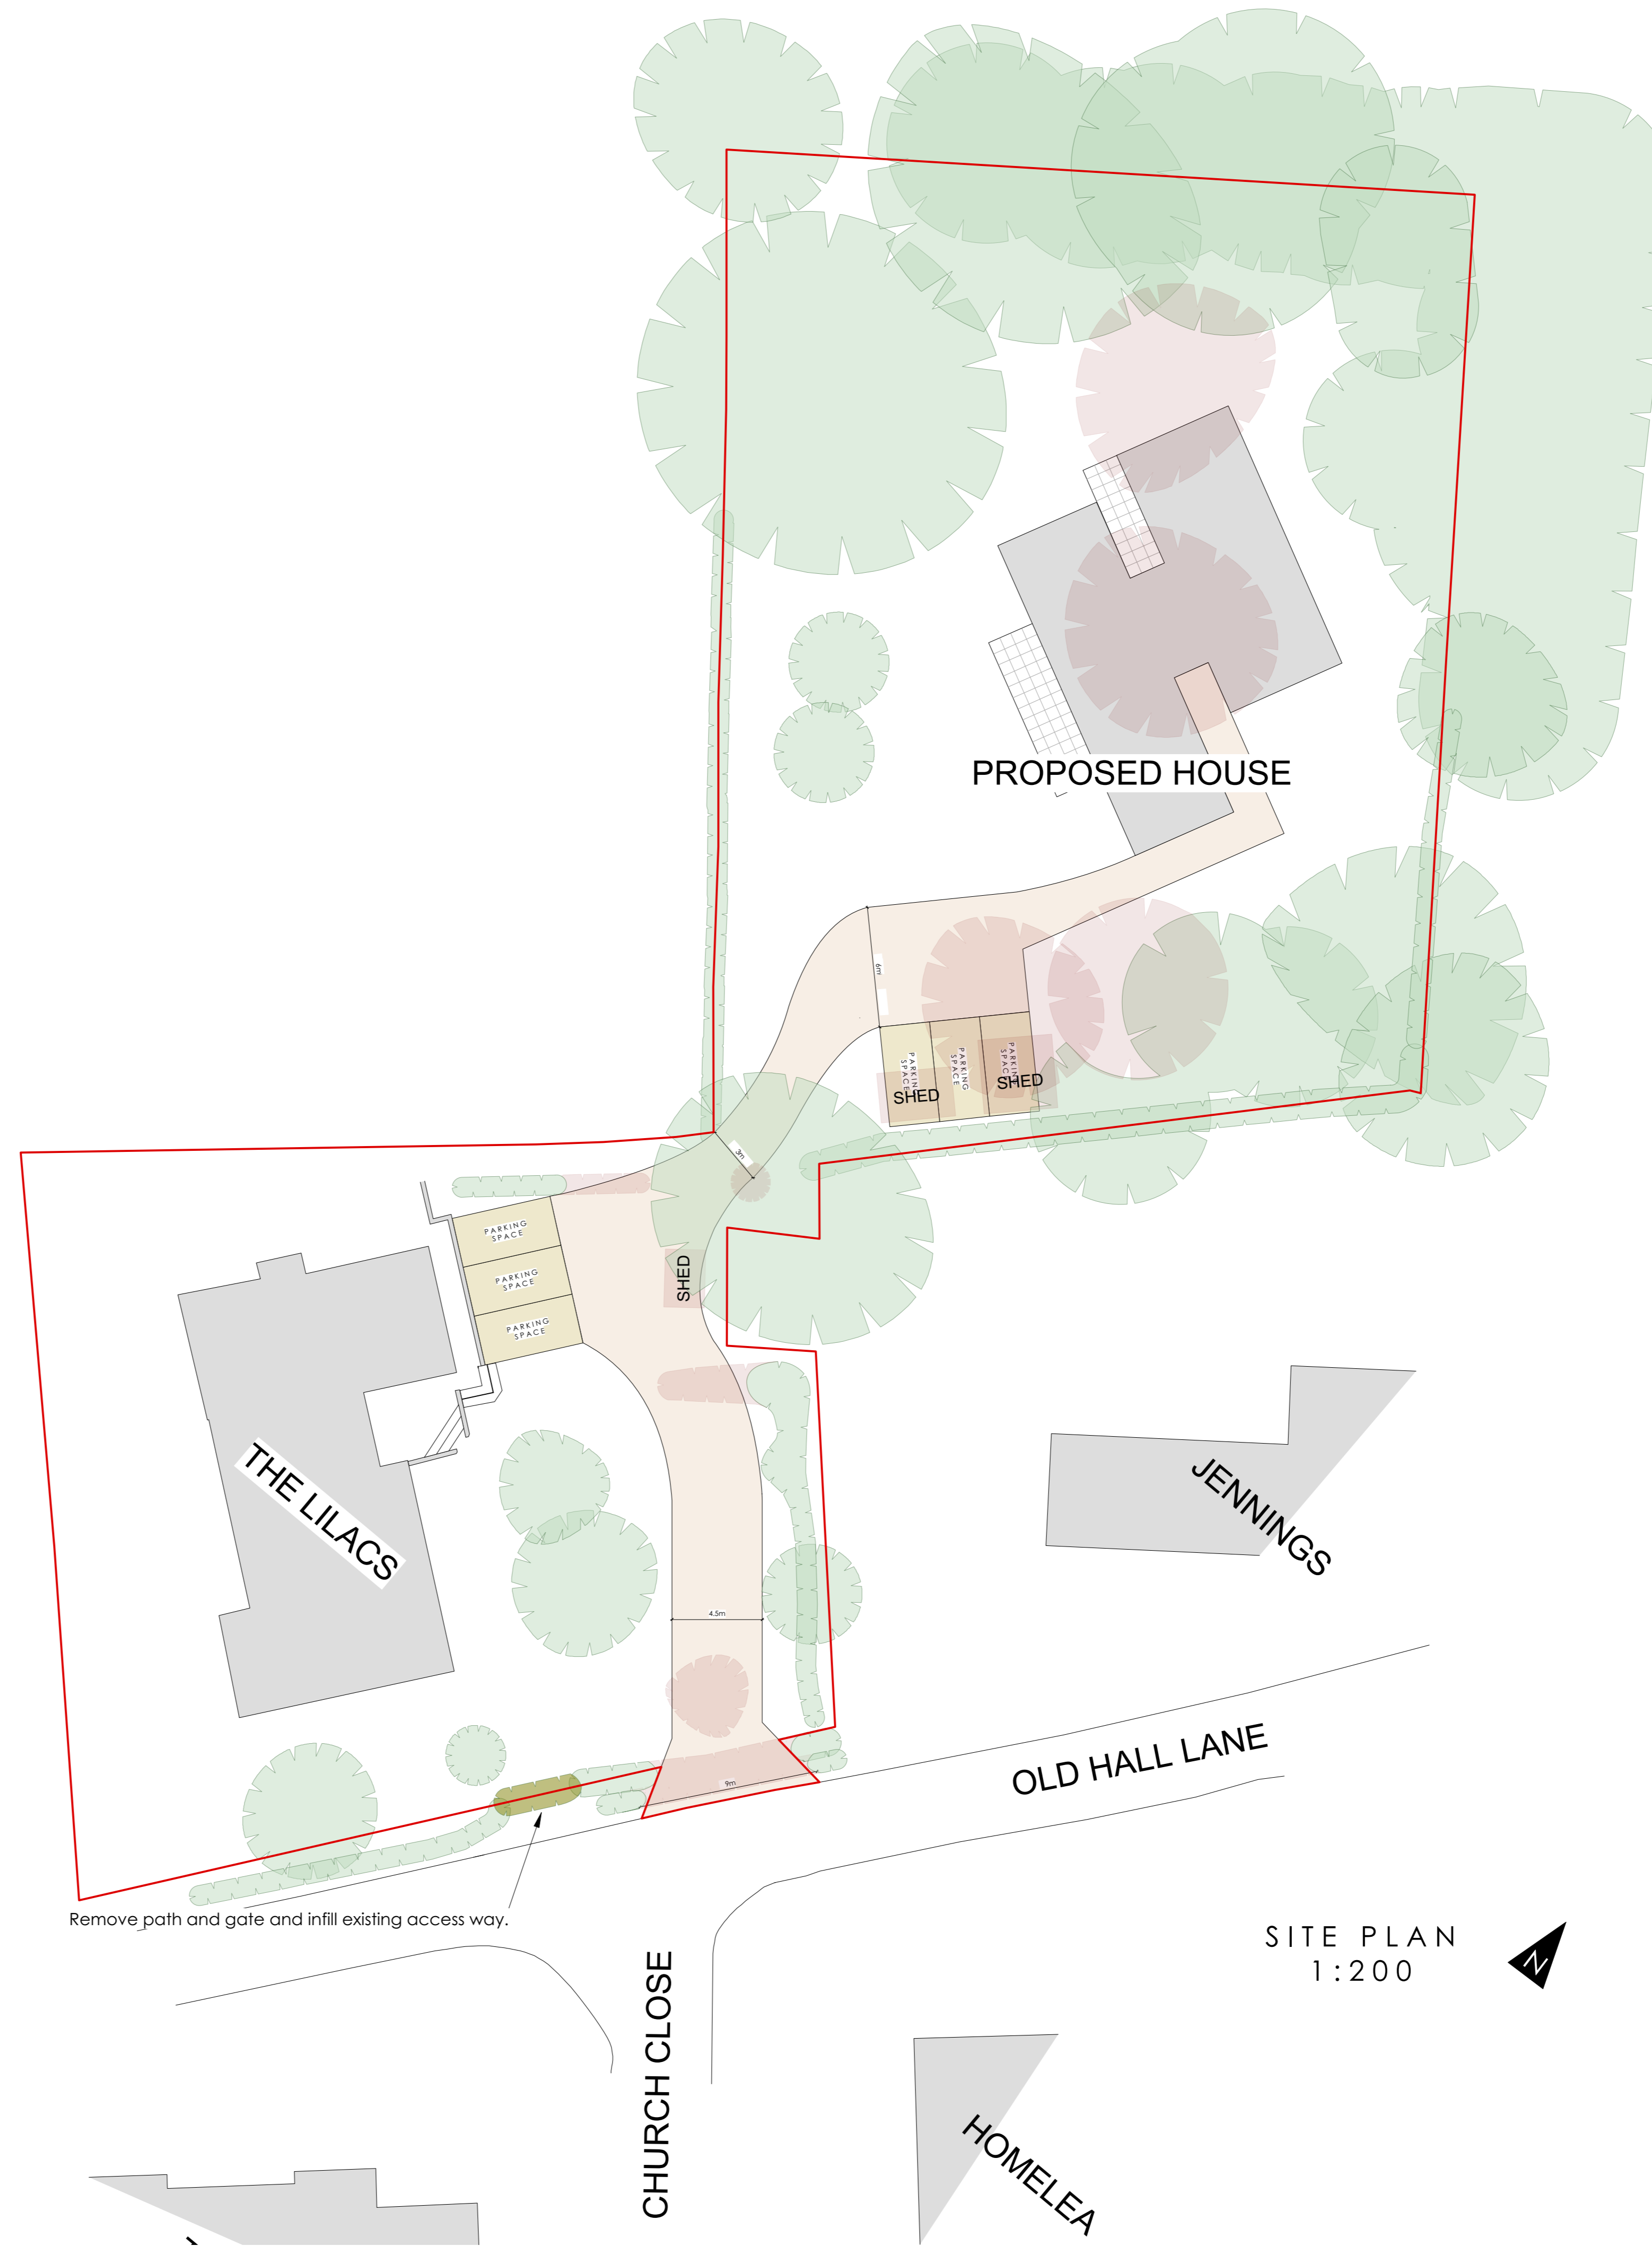 PROPOSED HOUSE
6m
PARKING
SPACE
PARKING
SPACE
PARKING
SPACE
SHED
SHED
3m
PARKING
SPACE
PARKING
SPACE
PARKING
SPACE
SHED
THE LILACS
JENNINGS
4.5m
9m
OLD HALL LANE
Remove path and gate and infill existing access way.
SITE PLAN
1:200
N
CHURCH CLOSE
HOMELEA